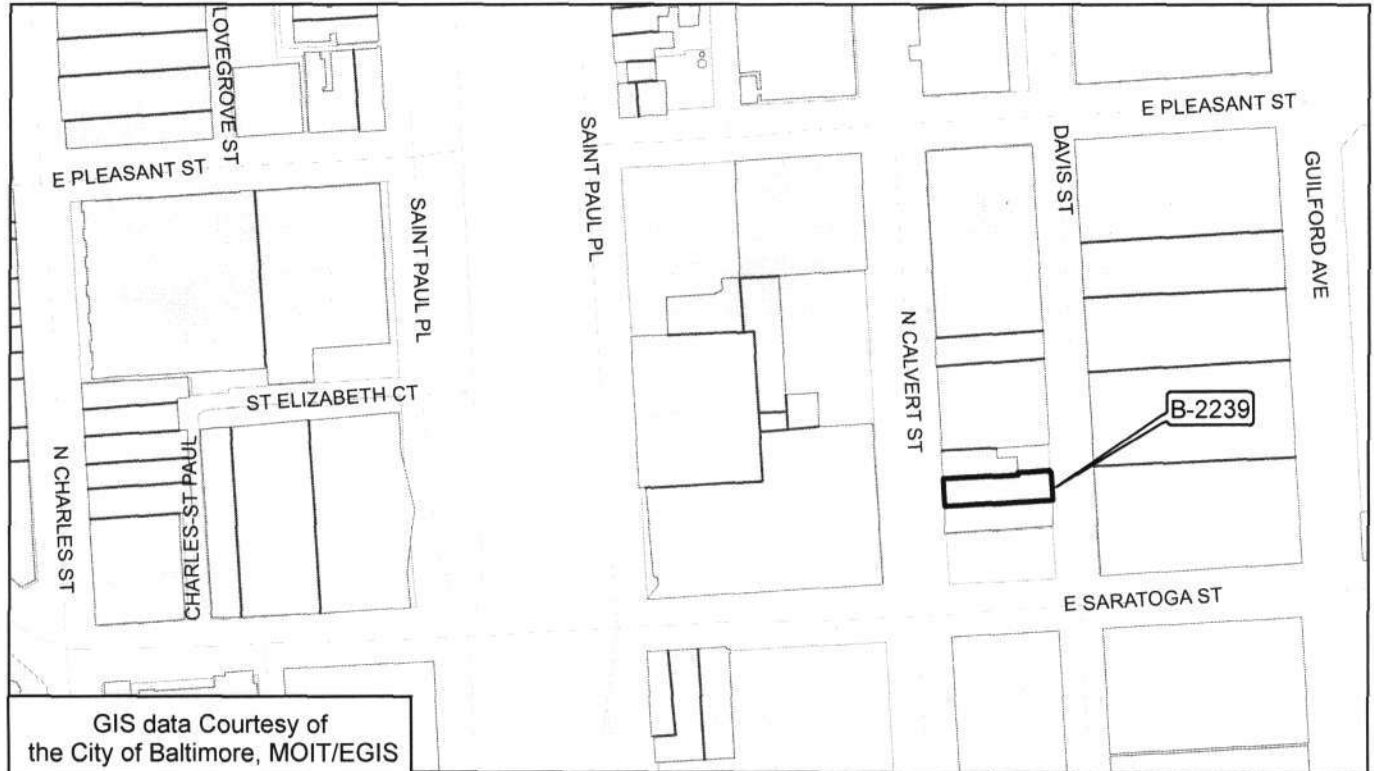 LOVEGROVE ST
E PLEASANT ST
E PLEASANT ST
SAINT PAUL PL
SAINT PAUL PL
DAVIS ST
GUILFORD AVE
N CALVERT ST
ST ELIZABETH CT
B-2239
N CHARLES ST
CHARLES-ST PAUL
E SARATOGA ST
GIS data Courtesy of
the City of Baltimore, MOIT/EGIS